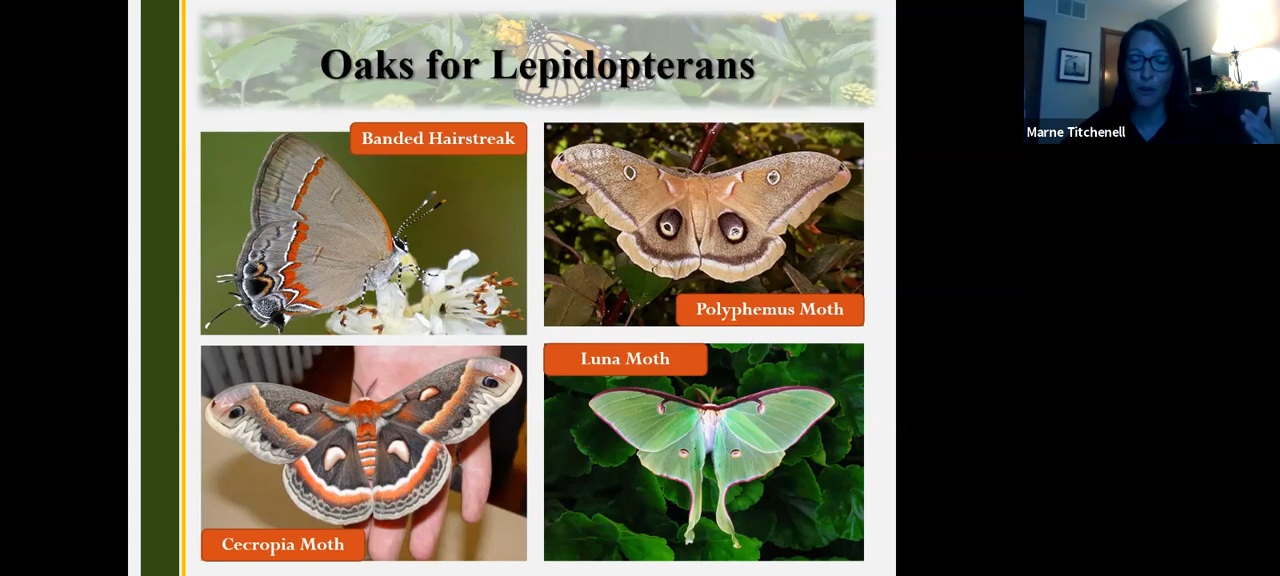 Oaks for Lepidopterans
Banded Hairstreak
Polyphemus Moth
Luna Moth
Cecropia Moth
Marne Titchenell